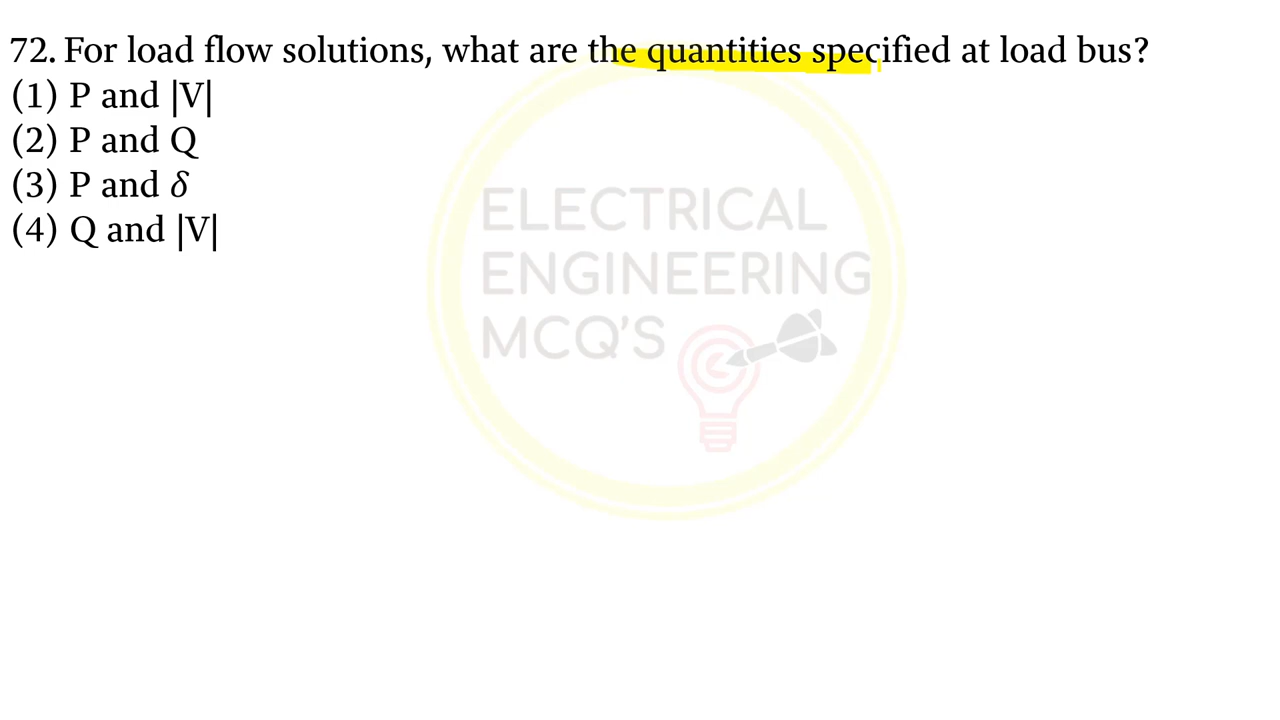 72. For load flow solutions, what are the quantities specified at load bus?
(1) P and |V|
(2) P and Q
(3) P and δ
(4) Q and |V|
ELECTRICAL
ENGINEERING
MCQ'S